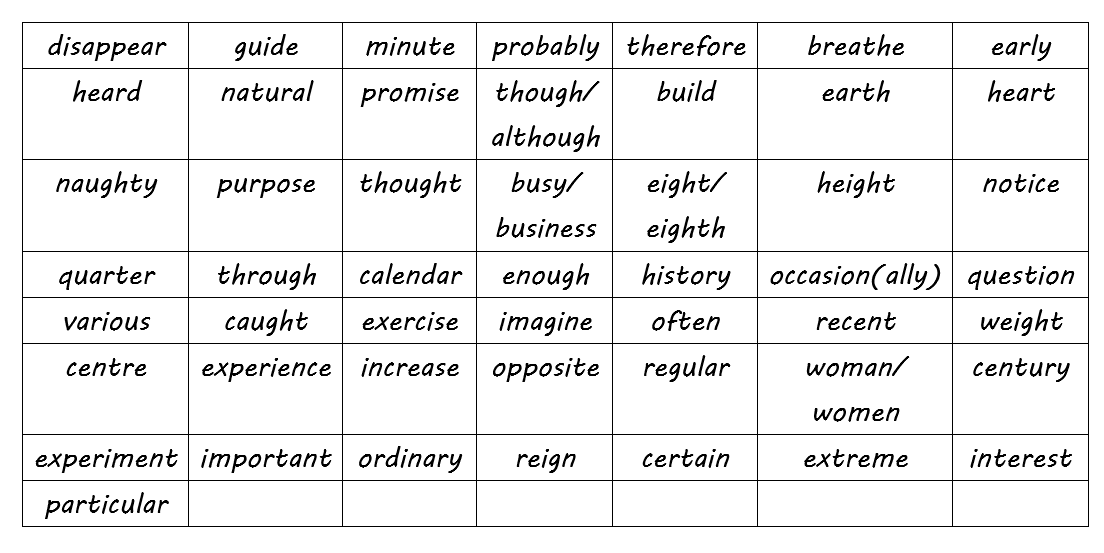 disappear guide minute probably therefore breathe early
heard natural promise though/ build earth heart
although
naughty purpose thought busy/ eight/ height notice
business eighth
quarter through calendar enough history occasion(ally) question
various caught exercise imagine often recent weight
centre experience increase opposite regular woman/ century
women
experiment important ordinary reign certain extreme interest
particular